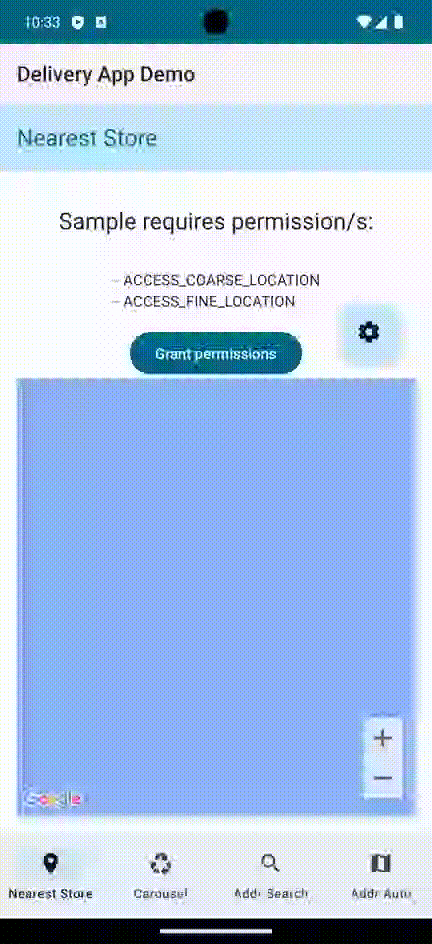 10:33
Delivery App Demo
Nearest Store
Sample requires permission/s:
- ACCESS_COARSE_LOCATION
- ACCESS_FINE_LOCATION
Grant permissions
+
−
Google
Nearest Store
Carousel
Addr Search
Addr Auto